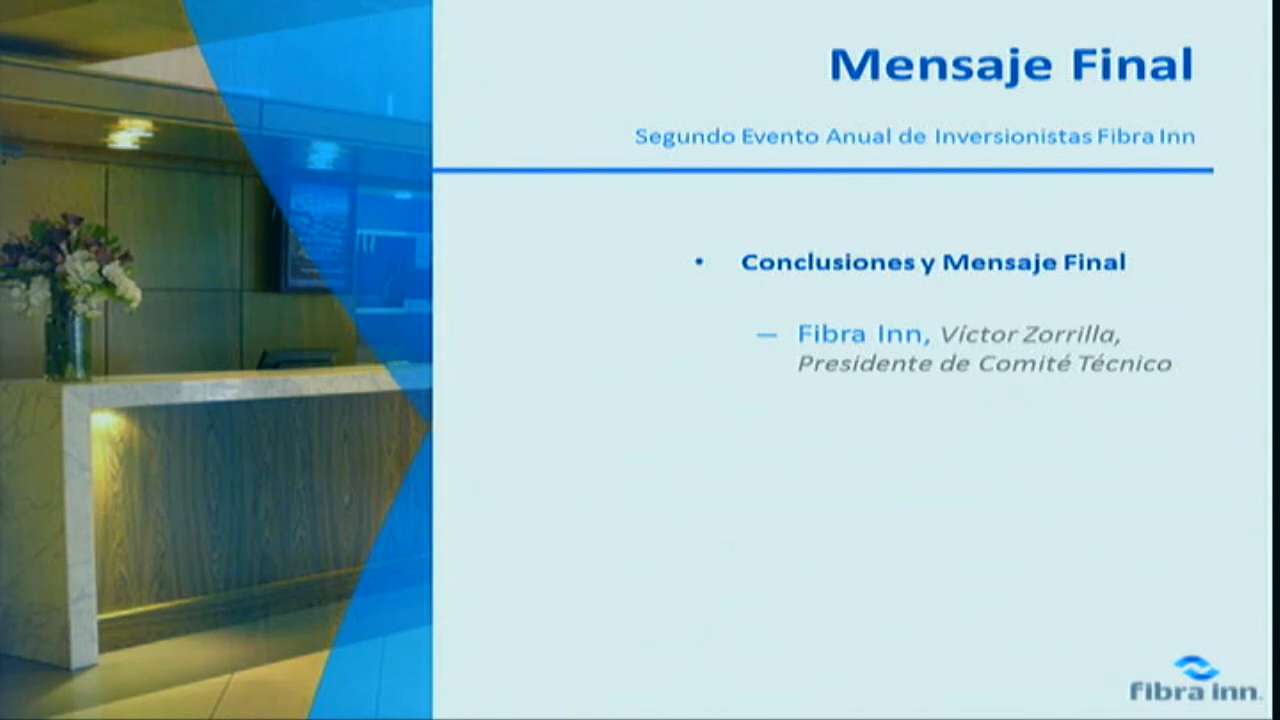 Mensaje Final
Segundo Evento Anual de Inversionistas Fibra Inn
• Conclusiones y Mensaje Final
– Fibra Inn, Víctor Zorrilla,
Presidente de Comité Técnico
fibra inn.